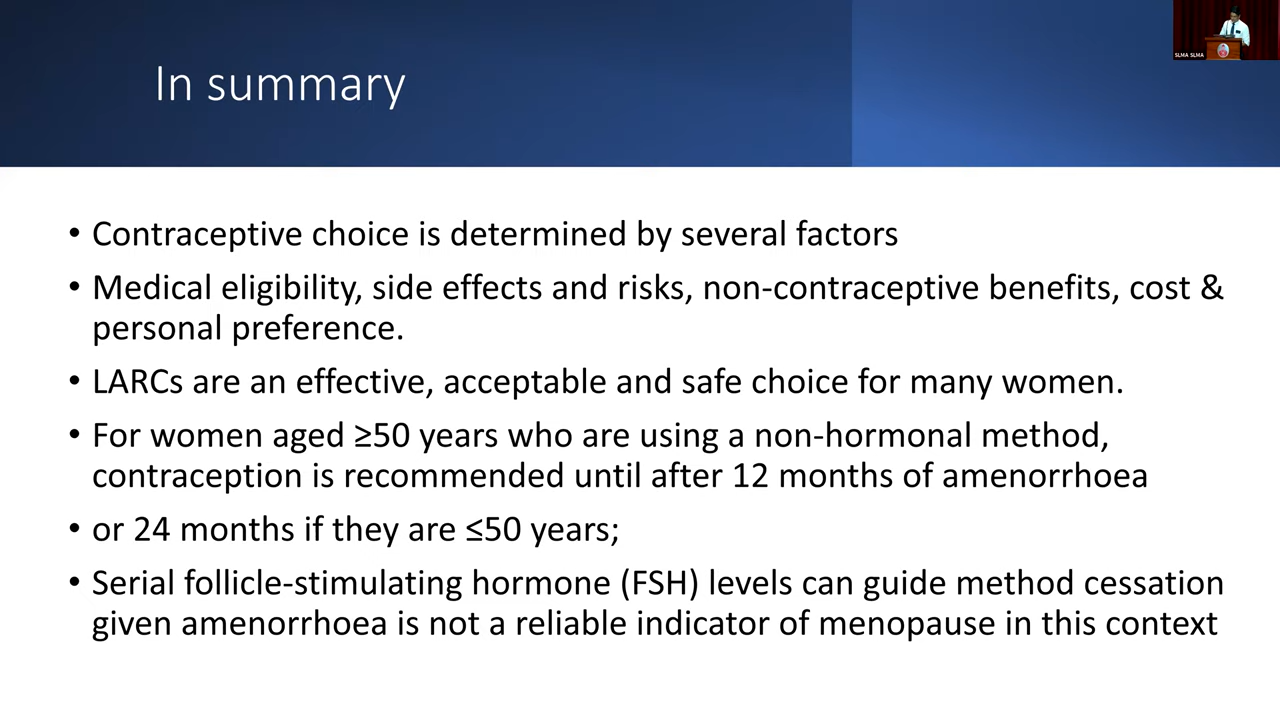 SLMA SLMA
In summary
• Contraceptive choice is determined by several factors
• Medical eligibility, side effects and risks, non-contraceptive benefits, cost &
personal preference.
• LARCs are an effective, acceptable and safe choice for many women.
• For women aged ≥50 years who are using a non-hormonal method,
contraception is recommended until after 12 months of amenorrhoea
• or 24 months if they are ≤50 years;
• Serial follicle-stimulating hormone (FSH) levels can guide method cessation
given amenorrhoea is not a reliable indicator of menopause in this context